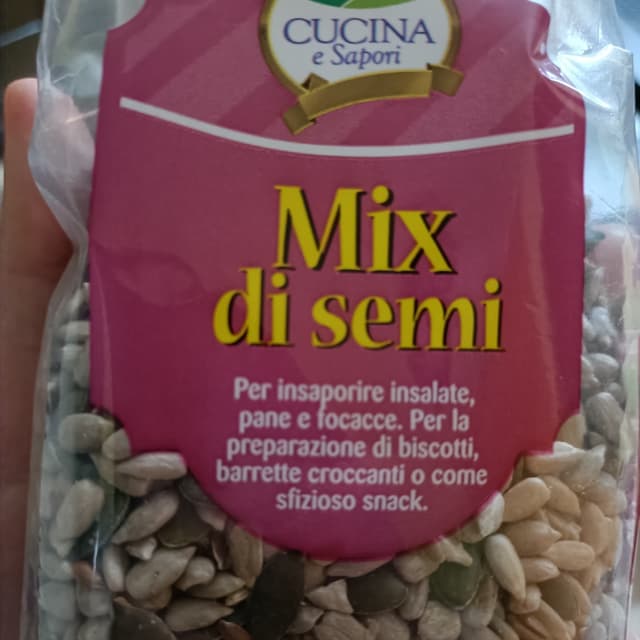 CUCINA
e Sapori
Mix
di semi
Per insaporire insalate,
pane e focacce. Per la
preparazione di biscotti,
barrette croccanti o come
sfizioso snack.